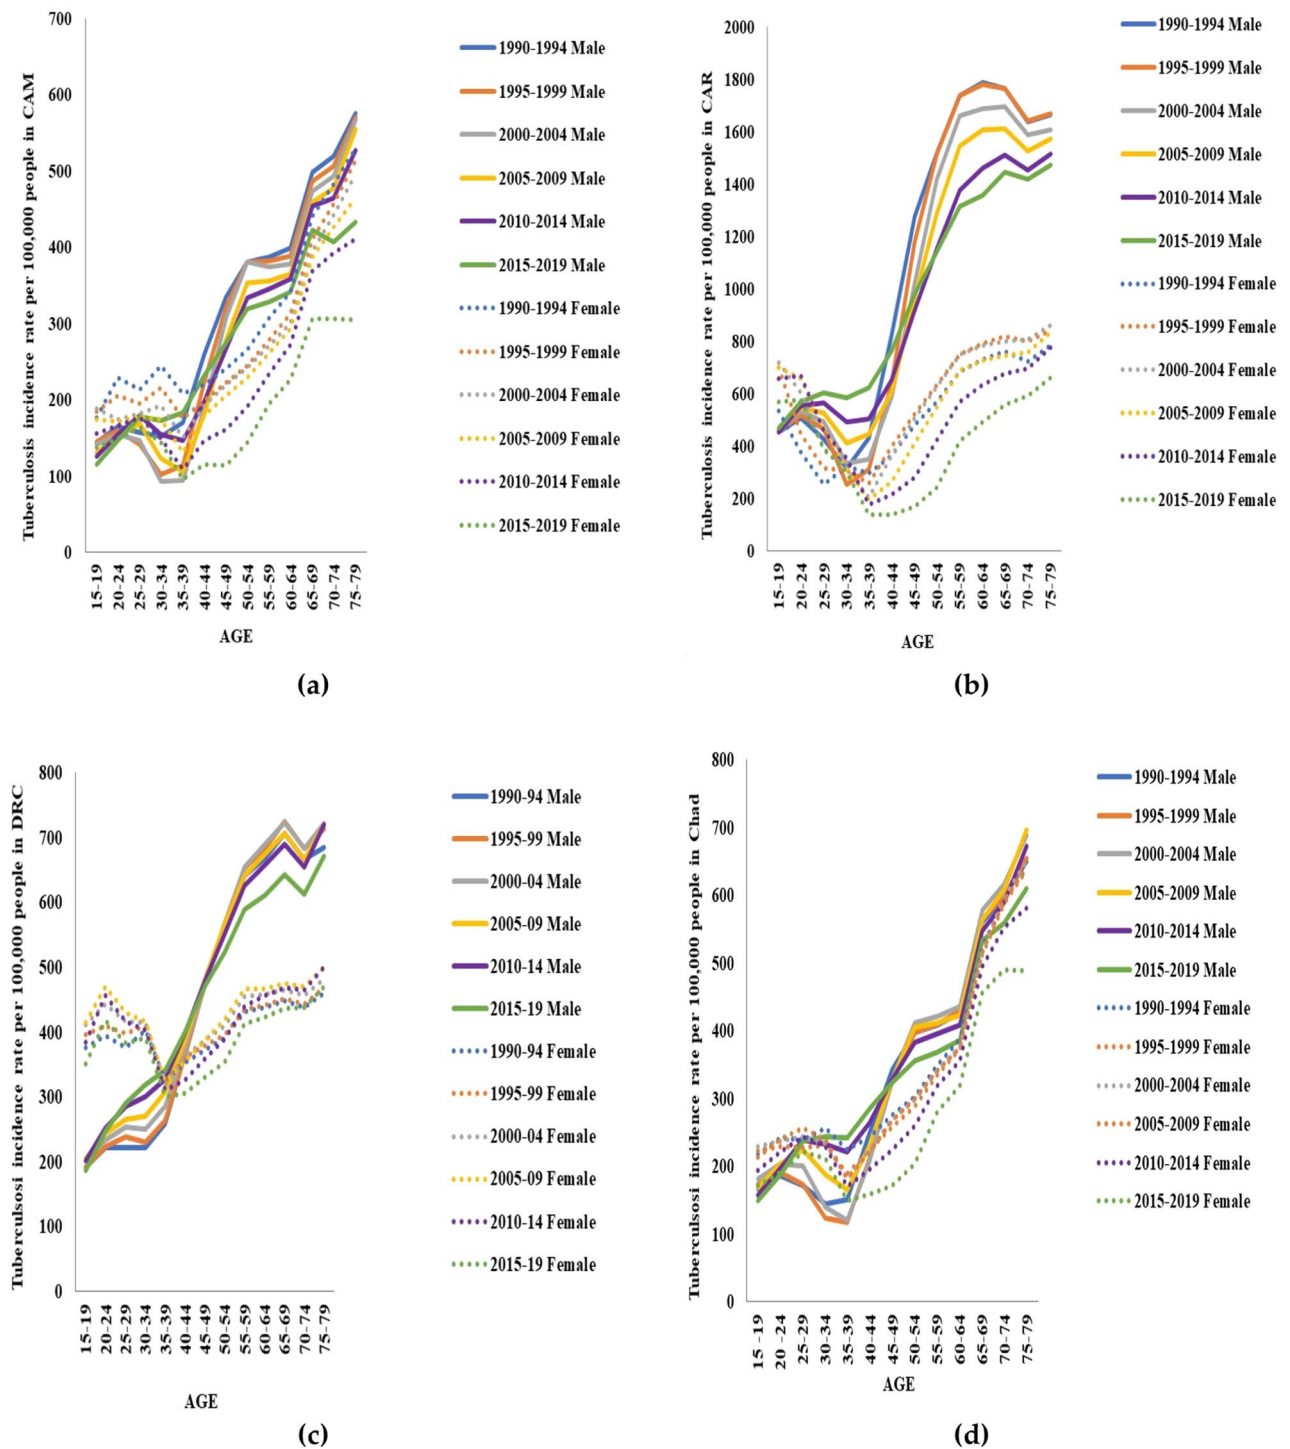 Tuberculosis incidence rate per 100,000 people in CAM
700
600
500
400
300
200
100
0
15-19
20-24
25-29
30-34
35-39
40-44
45-49
50-54
55-59
60-64
65-69
70-74
75-79
AGE
1990-1994 Male
1995-1999 Male
2000-2004 Male
2005-2009 Male
2010-2014 Male
2015-2019 Male
1990-1994 Female
1995-1999 Female
2000-2004 Female
2005-2009 Female
2010-2014 Female
2015-2019 Female
(a)
Tuberculosis incidence rate per 100,000 people in CAR
2000
1800
1600
1400
1200
1000
800
600
400
200
0
15-19
20-24
25-29
30-34
35-39
40-44
45-49
50-54
55-59
60-64
65-69
70-74
75-79
AGE
1990-1994 Male
1995-1999 Male
2000-2004 Male
2005-2009 Male
2010-2014 Male
2015-2019 Male
1990-1994 Female
1995-1999 Female
2000-2004 Female
2005-2009 Female
2010-2014 Female
2015-2019 Female
(b)
Tuberculsosi incidence rate per 100,000 people in DRC
800
700
600
500
400
300
200
100
0
15-19
20-24
25-29
30-34
35-39
40-44
45-49
50-54
55-59
60-64
65-69
70-74
75-79
AGE
1990-94 Male
1995-99 Male
2000-04 Male
2005-09 Male
2010-14 Male
2015-19 Male
1990-94 Female
1995-99 Female
2000-04 Female
2005-09 Female
2010-14 Female
2015-19 Female
(c)
Tuberculsosi incidence rate per 100,000 people in Chad
800
700
600
500
400
300
200
100
0
15 -19
20 -24
25-29
30-34
35-39
40-44
45-49
50-54
55-59
60-64
65-69
70-74
75-79
AGE
1990-1994 Male
1995-1999 Male
2000-2004 Male
2005-2009 Male
2010-2014 Male
2015-2019 Male
1990-1994 Female
1995-1999 Female
2000-2004 Female
2005-2009 Female
2010-2014 Female
2015-2019 Female
(d)